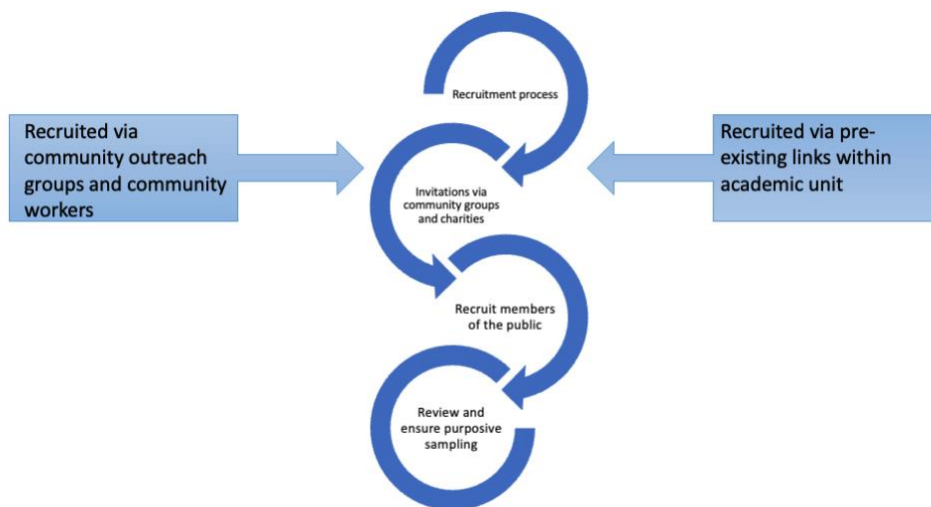 Recruitment process
Recruited via
community outreach
groups and community
workers
Recruited via pre-
existing links within
academic unit
Invitations via
community groups
and charities
Recruit members
of the public
Review and
ensure purposive
sampling